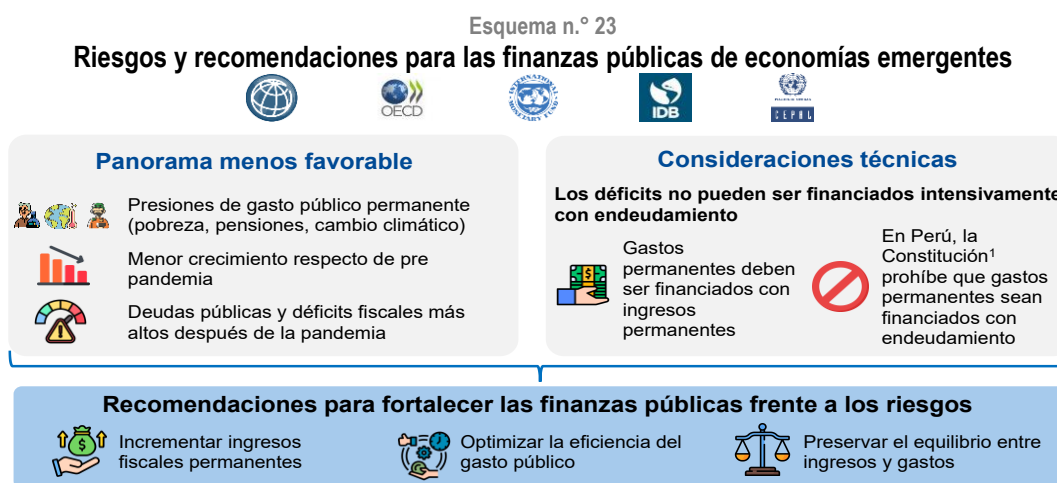 Esquema n.° 23
Riesgos y recomendaciones para las finanzas públicas de economías emergentes
OECD
INTERNATIONAL MONETARY FUND
IDB
NACIONES UNIDAS
CEPAL
Panorama menos favorable
Presiones de gasto público permanente
(pobreza, pensiones, cambio climático)
Menor crecimiento respecto de pre
pandemia
Deudas públicas y déficits fiscales más
altos después de la pandemia
Consideraciones técnicas
Los déficits no pueden ser financiados intensivamente
con endeudamiento
Gastos
permanentes deben
ser financiados con
ingresos
permanentes
En Perú, la
Constitución¹
prohíbe que gastos
permanentes sean
financiados con
endeudamiento
Recomendaciones para fortalecer las finanzas públicas frente a los riesgos
Incrementar ingresos
fiscales permanentes
Optimizar la eficiencia del
gasto público
Preservar el equilibrio entre
ingresos y gastos